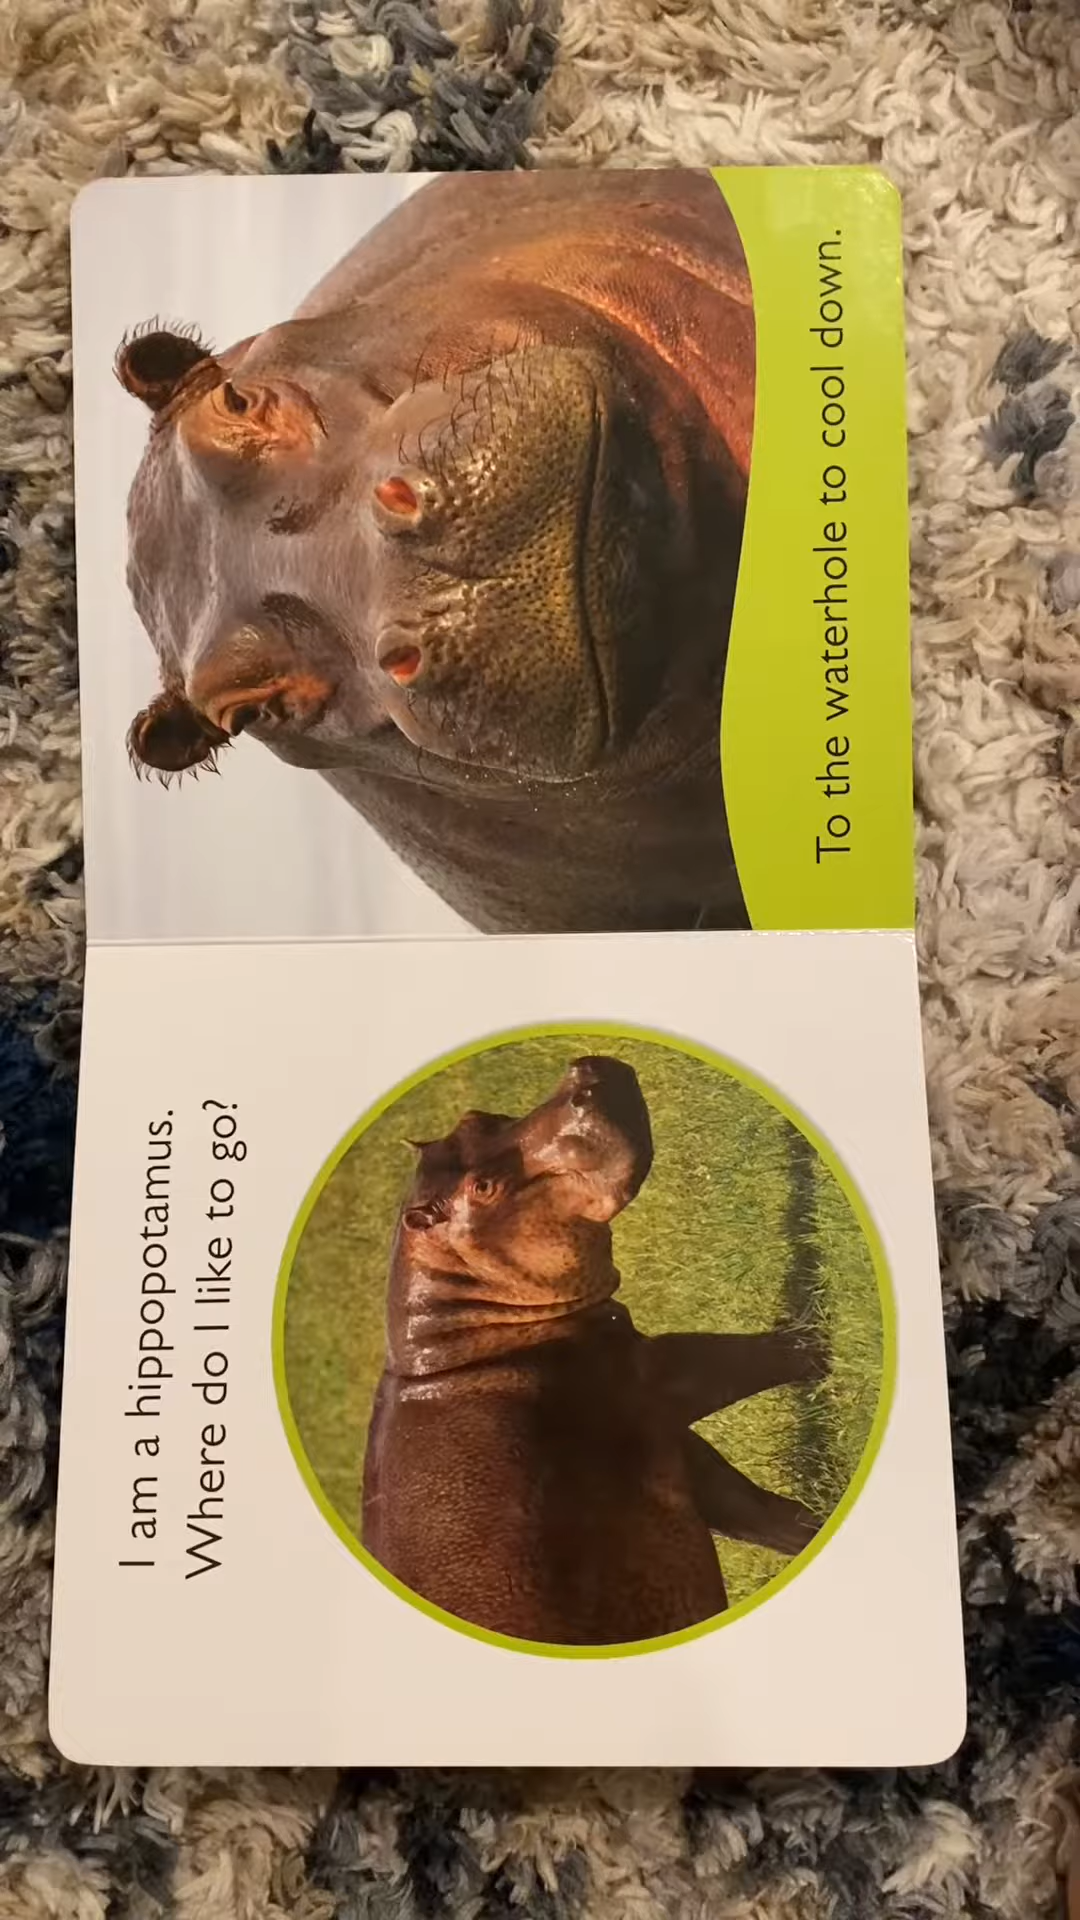 I am a hippopotamus.
Where do I like to go?
To the waterhole to cool down.